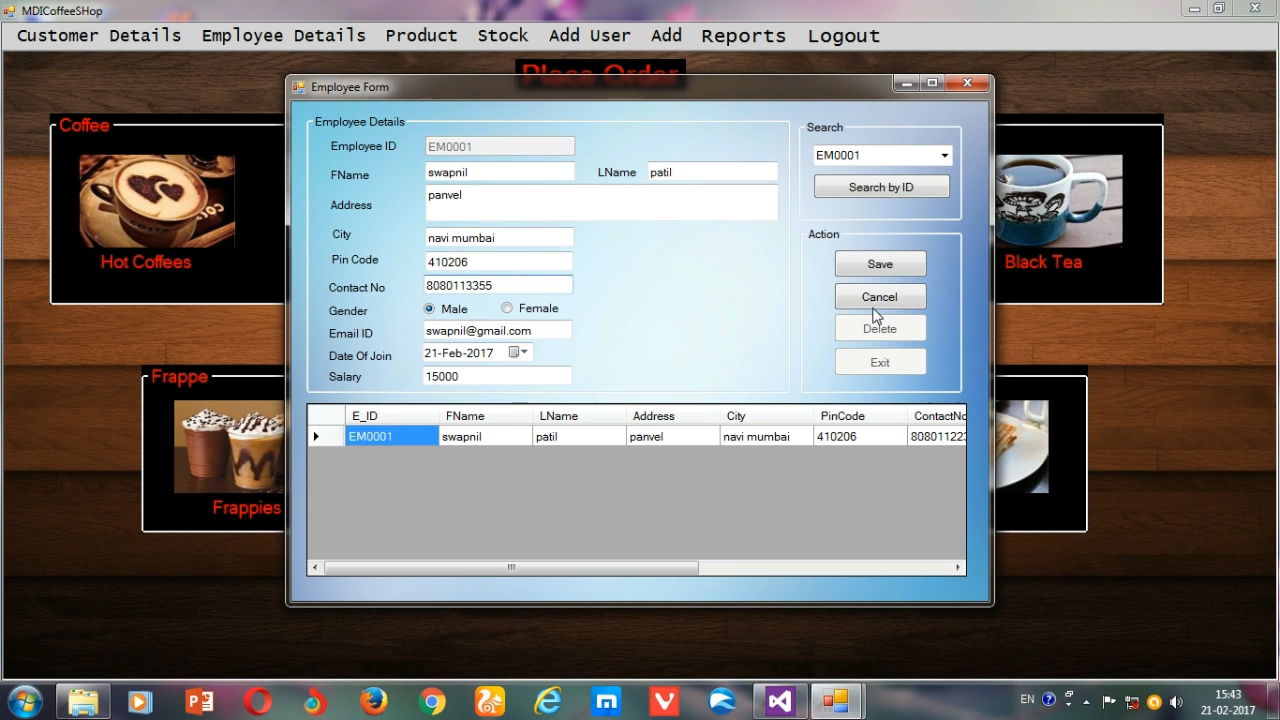 MDICoffeeSHop
Customer Details Employee Details Product Stock Add User Add Reports Logout
Place Order
Employee Form
Coffee
Hot Coffees
Black Tea
Frappe
Frappies
Employee Details
Employee ID EM0001
FName swapnil LName patil
Address panvel
City navi mumbai
Pin Code 410206
Contact No 8080113355
Gender Male Female
Email ID swapnil@gmail.com
Date Of Join 21-Feb-2017
Salary 15000
Search
EM0001
Search by ID
Action
Save
Cancel
Delete
Exit
E_ID FName LName Address City PinCode ContactNo
EM0001 swapnil patil panvel navi mumbai 410206 808011223
EN 15:43
21-02-2017